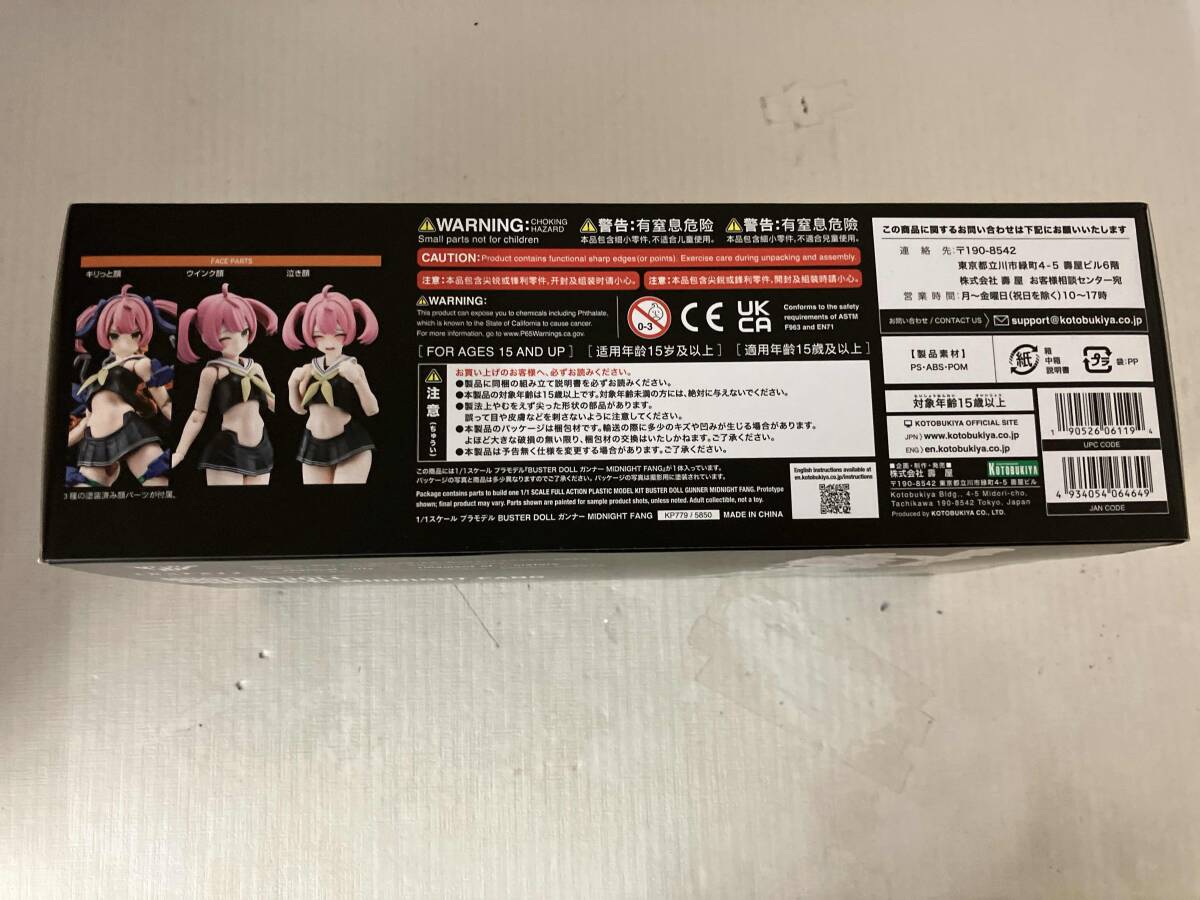 FACE PARTS
キリっと顔 ウインク顔 泣き顔
3種の塗装済み顔パーツが付属。
WARNING: CHOKING HAZARD
Small parts not for children
警告:有窒息危险
本品包含细小零件,不适合儿童使用。
警告:有窒息危險
本品包含細小零件,不適合兒童使用。
CAUTION: Product contains functional sharp edges(or points). Exercise care during unpacking and assembly.
注意:本品包含尖锐或锋利零件,开封及组装时请小心。
注意:本品包含尖銳或鋒利零件,開封及組裝時請小心。
WARNING:
This product can expose you to chemicals including Phthalate,
which is known to the State of California to cause cancer.
For more information, go to www.P65Warnings.ca.gov.
0-3
CE
UK
CA
Conforms to the safety
requirements of ASTM
F963 and EN71
[FOR AGES 15 AND UP] [适用年龄15岁及以上] [適用年齡15歲及以上]
注意(ちゅうい)
お買い上げのお客様へ、必ずお読みください。
●製品に同梱の組み立て説明書を必ずお読みください。
●本製品の対象年齢は15歳以上です。対象年齢未満の方には、絶対に与えないでください。
●製法上やむをえず尖った形状の部品があります。
誤って目や皮膚などを刺さないように注意してください。
●本製品のパッケージは梱包材です。輸送の際に多少のキズや凹みが生じる場合がありますが、
よほど大きな破損の無い限り、梱包材の交換はいたしかねます。ご了承ください。
●本製品は予告無く仕様を変更する場合があります。ご了承ください。
English instructions available at
en.kotobukiya.co.jp/instructions
この商品には1/1スケール プラモデル「BUSTER DOLL ガンナー MIDNIGHT FANG」が1体入っています。
パッケージの写真と商品は多少異なりますのでご了承ください。パッケージの写真は撮影用に塗装されています。
Package contains parts to build one 1/1 SCALE FULL ACTION PLASTIC MODEL KIT BUSTER DOLL GUNNER MIDNIGHT FANG. Prototype
shown; final product may vary. Parts shown are painted for sample product shots, unless noted. Adult collectible, not a toy.
1/1スケール プラモデル BUSTER DOLL ガンナー MIDNIGHT FANG KP779 / 5850 MADE IN CHINA
この商品に関するお問い合わせは下記にお願いいたします
連絡先:〒190-8542
東京都立川市緑町4-5 壽屋ビル6階
株式会社 壽屋 お客様相談センター宛
営業時間:月〜金曜日(祝日を除く)10〜17時
お問い合わせ / CONTACT US support@kotobukiya.co.jp
【製品素材】
PS・ABS・POM
紙
箱
中箱
説明書
プラ
袋:PP
対象年齢15歳以上
KOTOBUKIYA OFFICIAL SITE
JPN www.kotobukiya.co.jp
ENG en.kotobukiya.co.jp
■企画・制作・発売■
株式会社 壽屋 KOTOBUKIYA
〒190-8542 東京都立川市緑町4-5 壽屋ビル
Kotobukiya Bldg., 4-5 Midori-cho,
Tachikawa 190-8542 Tokyo, Japan
Produced by KOTOBUKIYA CO., LTD.
1 90526 06119 4
UPC CODE
4 934054 064649
JAN CODE
MIDNIGHT FANG